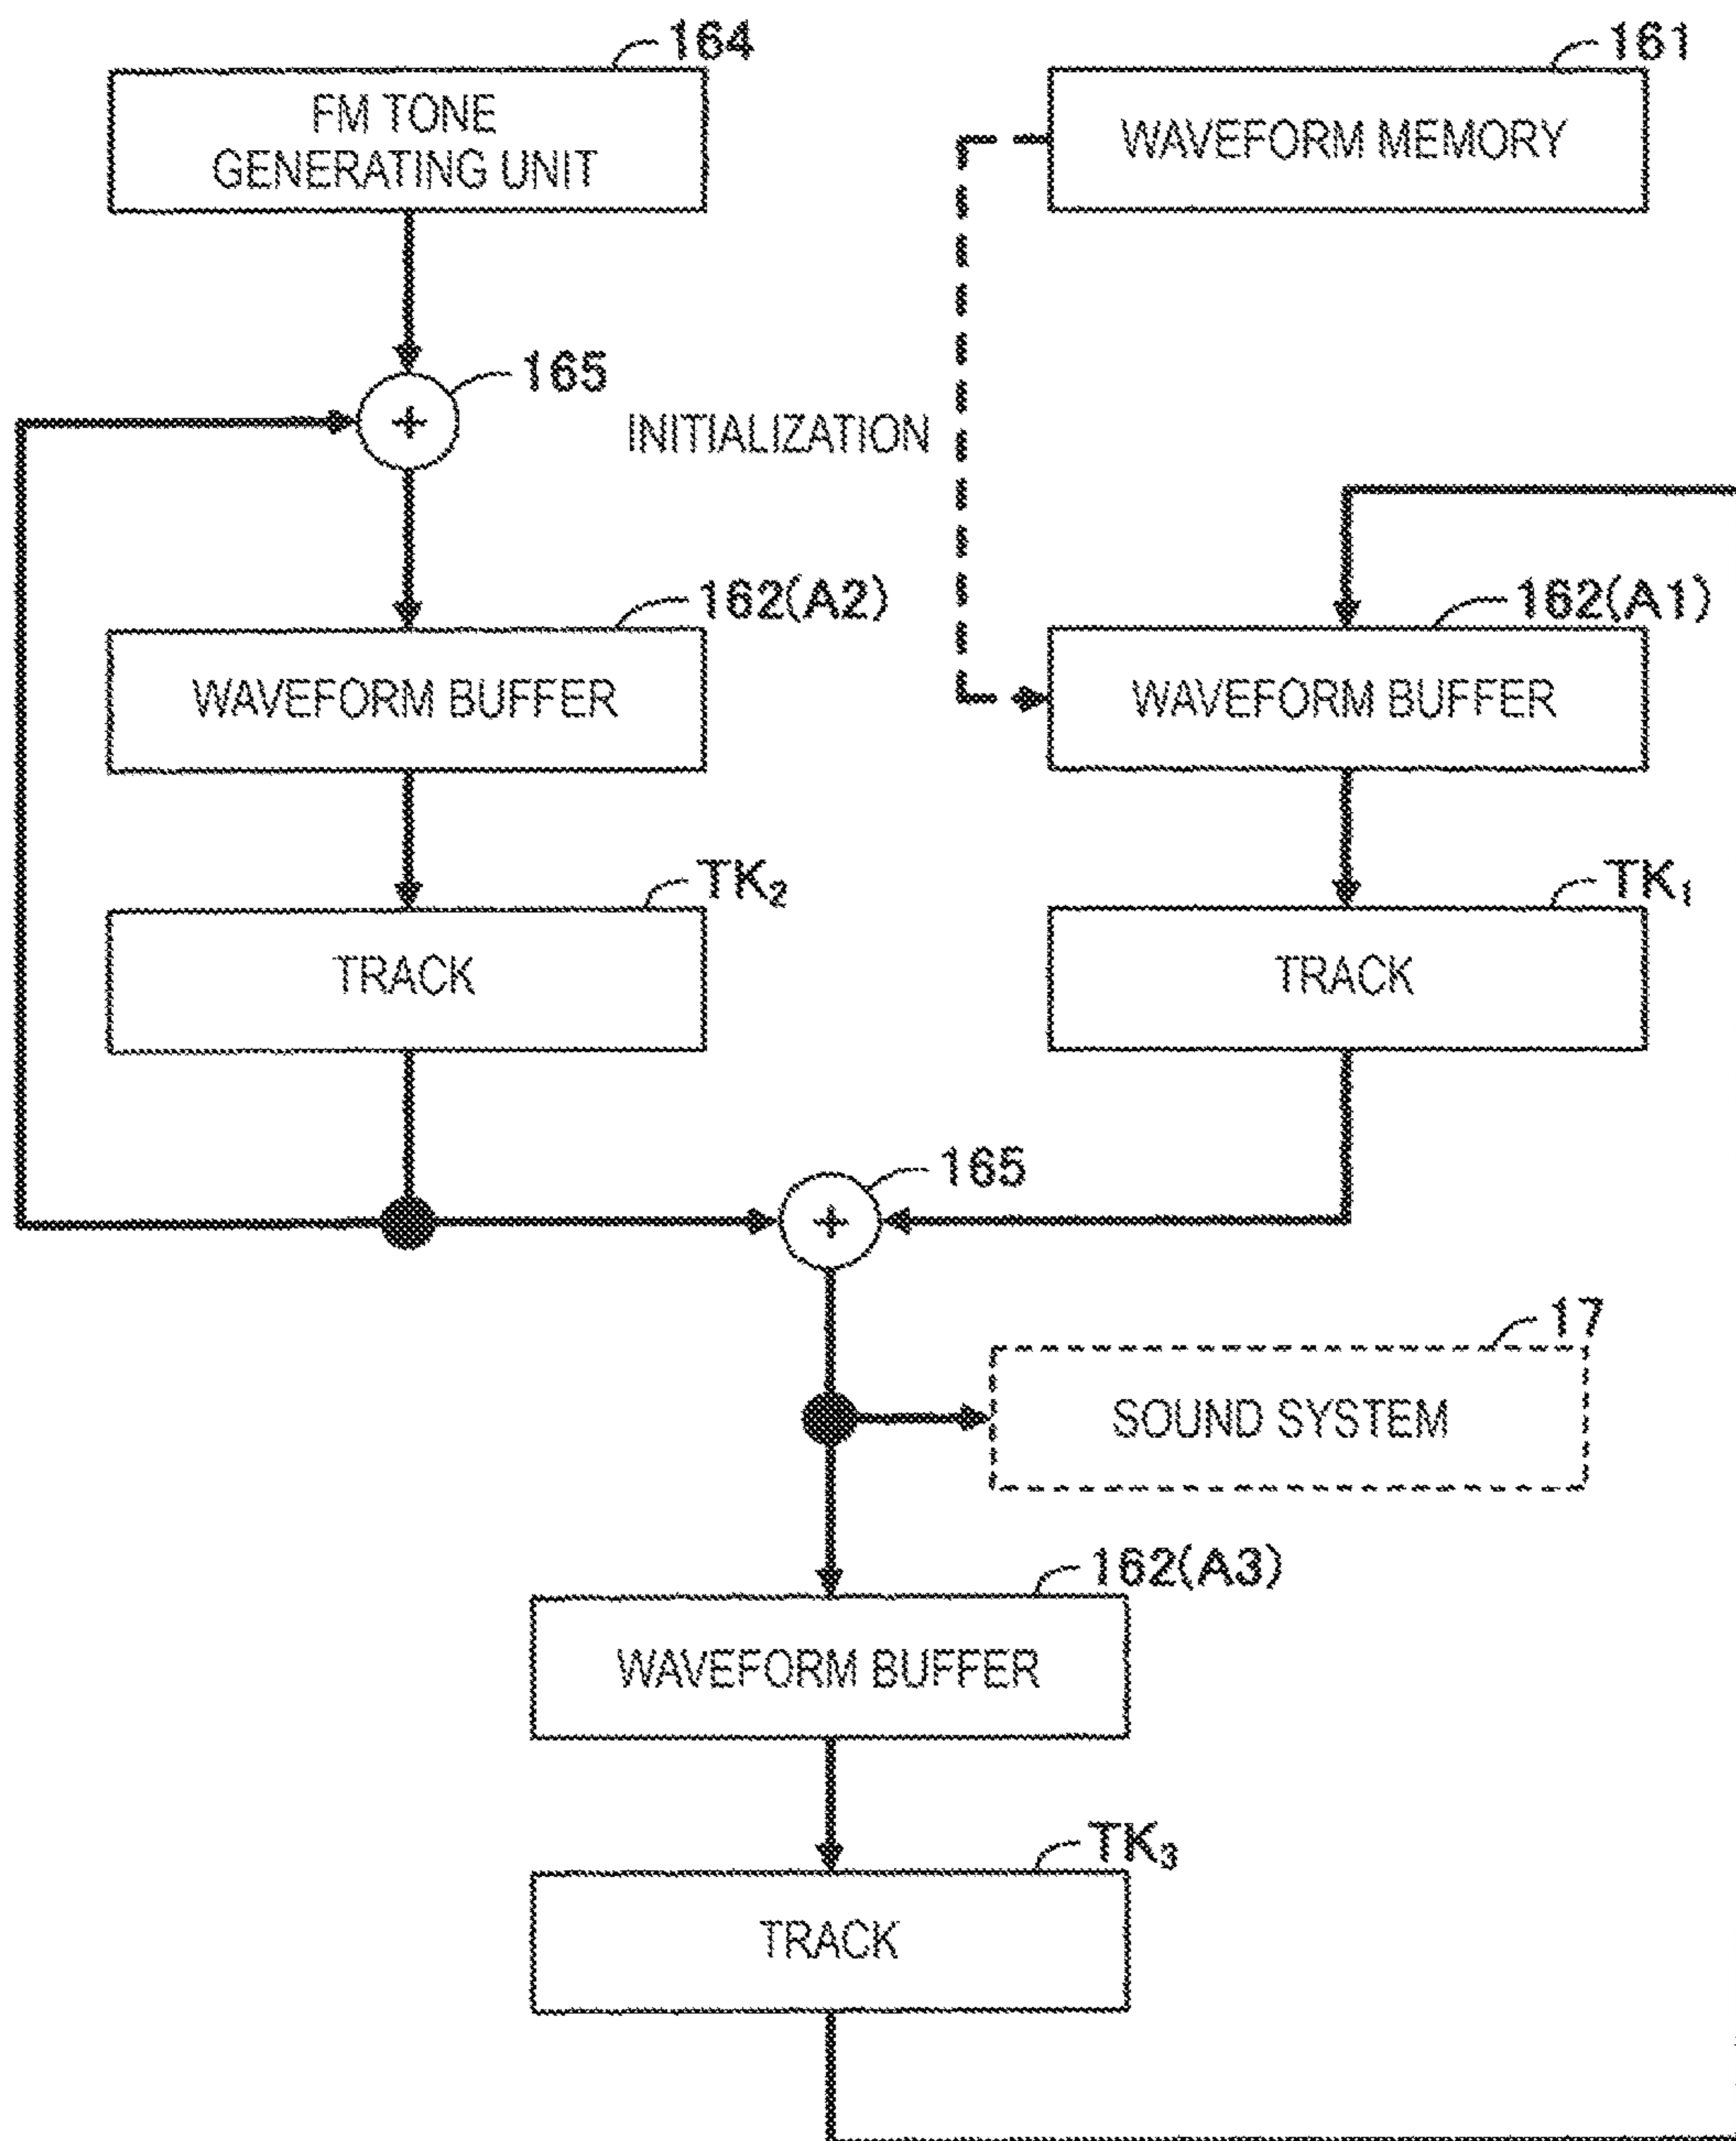 164
161
FM TONE
GENERATING UNIT
WAVEFORM MEMORY
165
+
INITIALIZATION
162(A2)
162(A1)
WAVEFORM BUFFER
WAVEFORM BUFFER
TK₂
TK₁
TRACK
TRACK
165
+
17
SOUND SYSTEM
162(A3)
WAVEFORM BUFFER
TK₃
TRACK